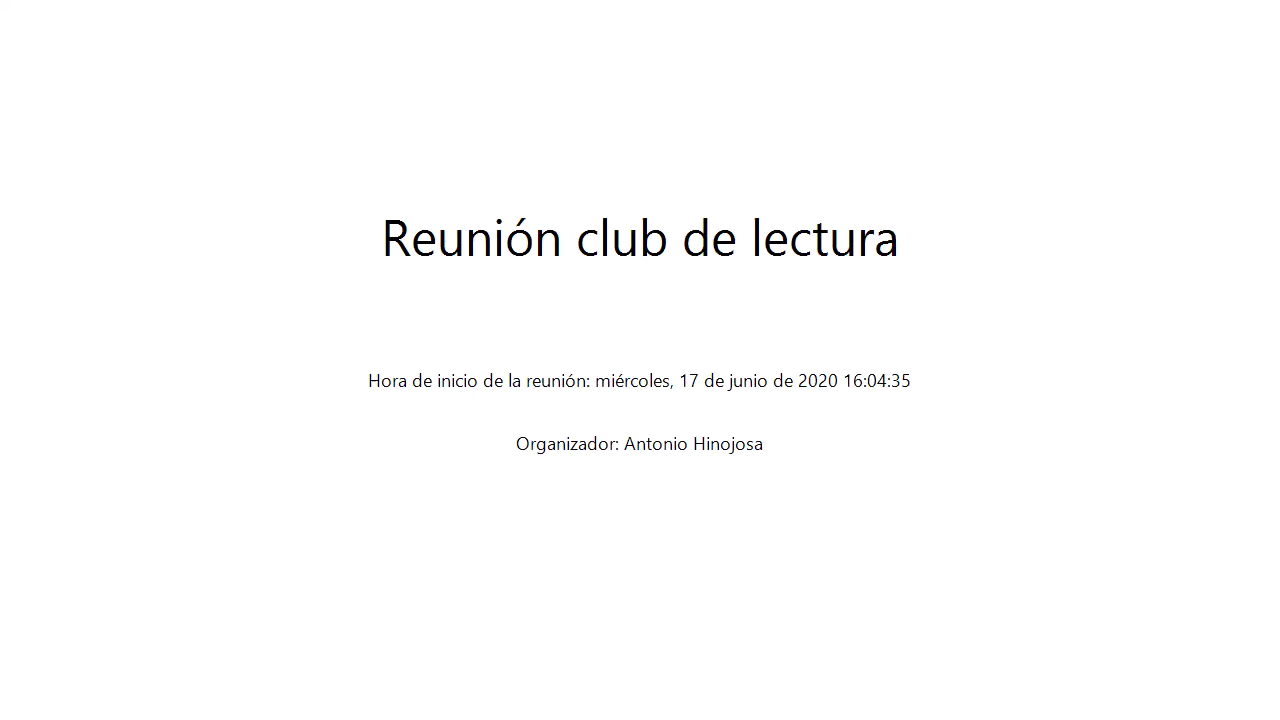 Reunión club de lectura
Hora de inicio de la reunión: miércoles, 17 de junio de 2020 16:04:35
Organizador: Antonio Hinojosa